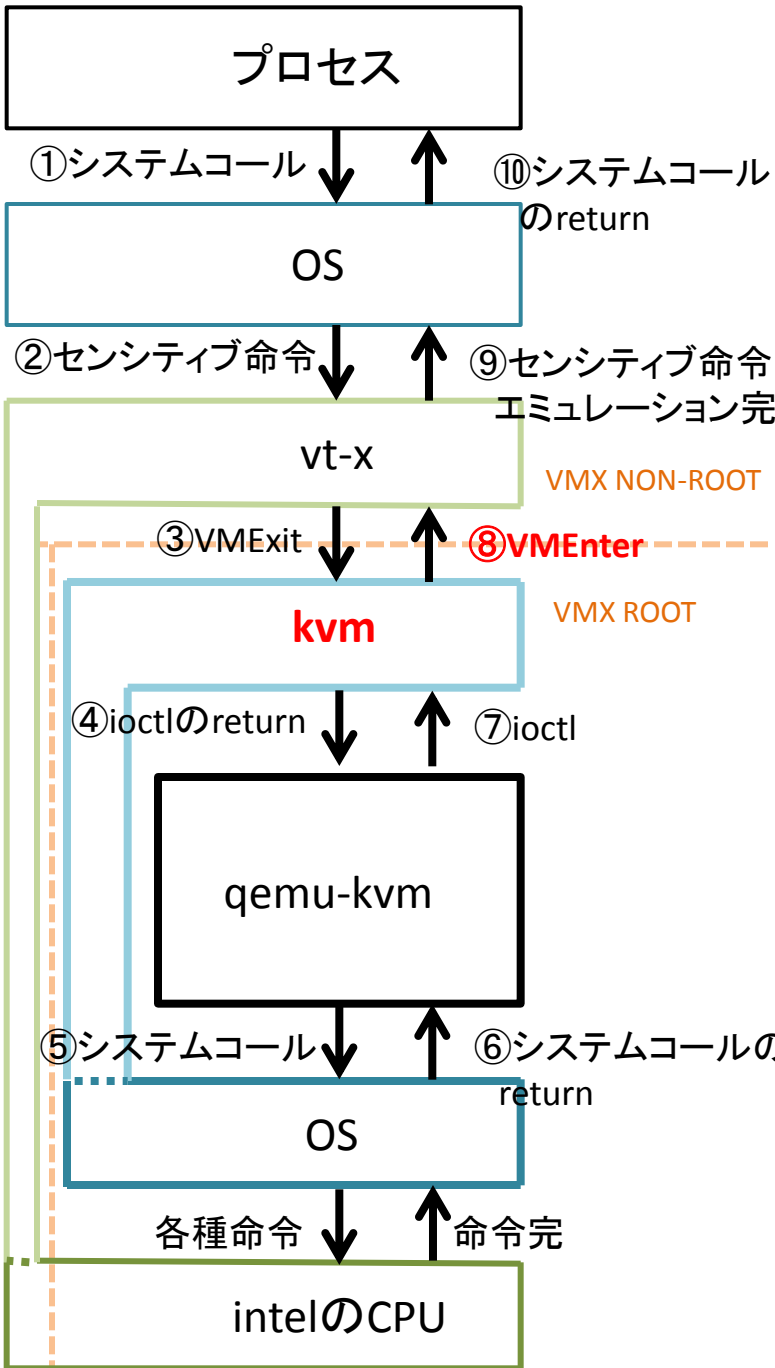 プロセス
①システムコール
⑩システムコール
のreturn
OS
②センシティブ命令
⑨センシティブ命令
エミュレーション完
vt-x
VMX NON-ROOT
③VMExit
⑧VMEnter
kvm
VMX ROOT
④ioctlのreturn
⑦ioctl
qemu-kvm
⑤システムコール
⑥システムコールの
return
OS
各種命令
命令完
intelのCPU